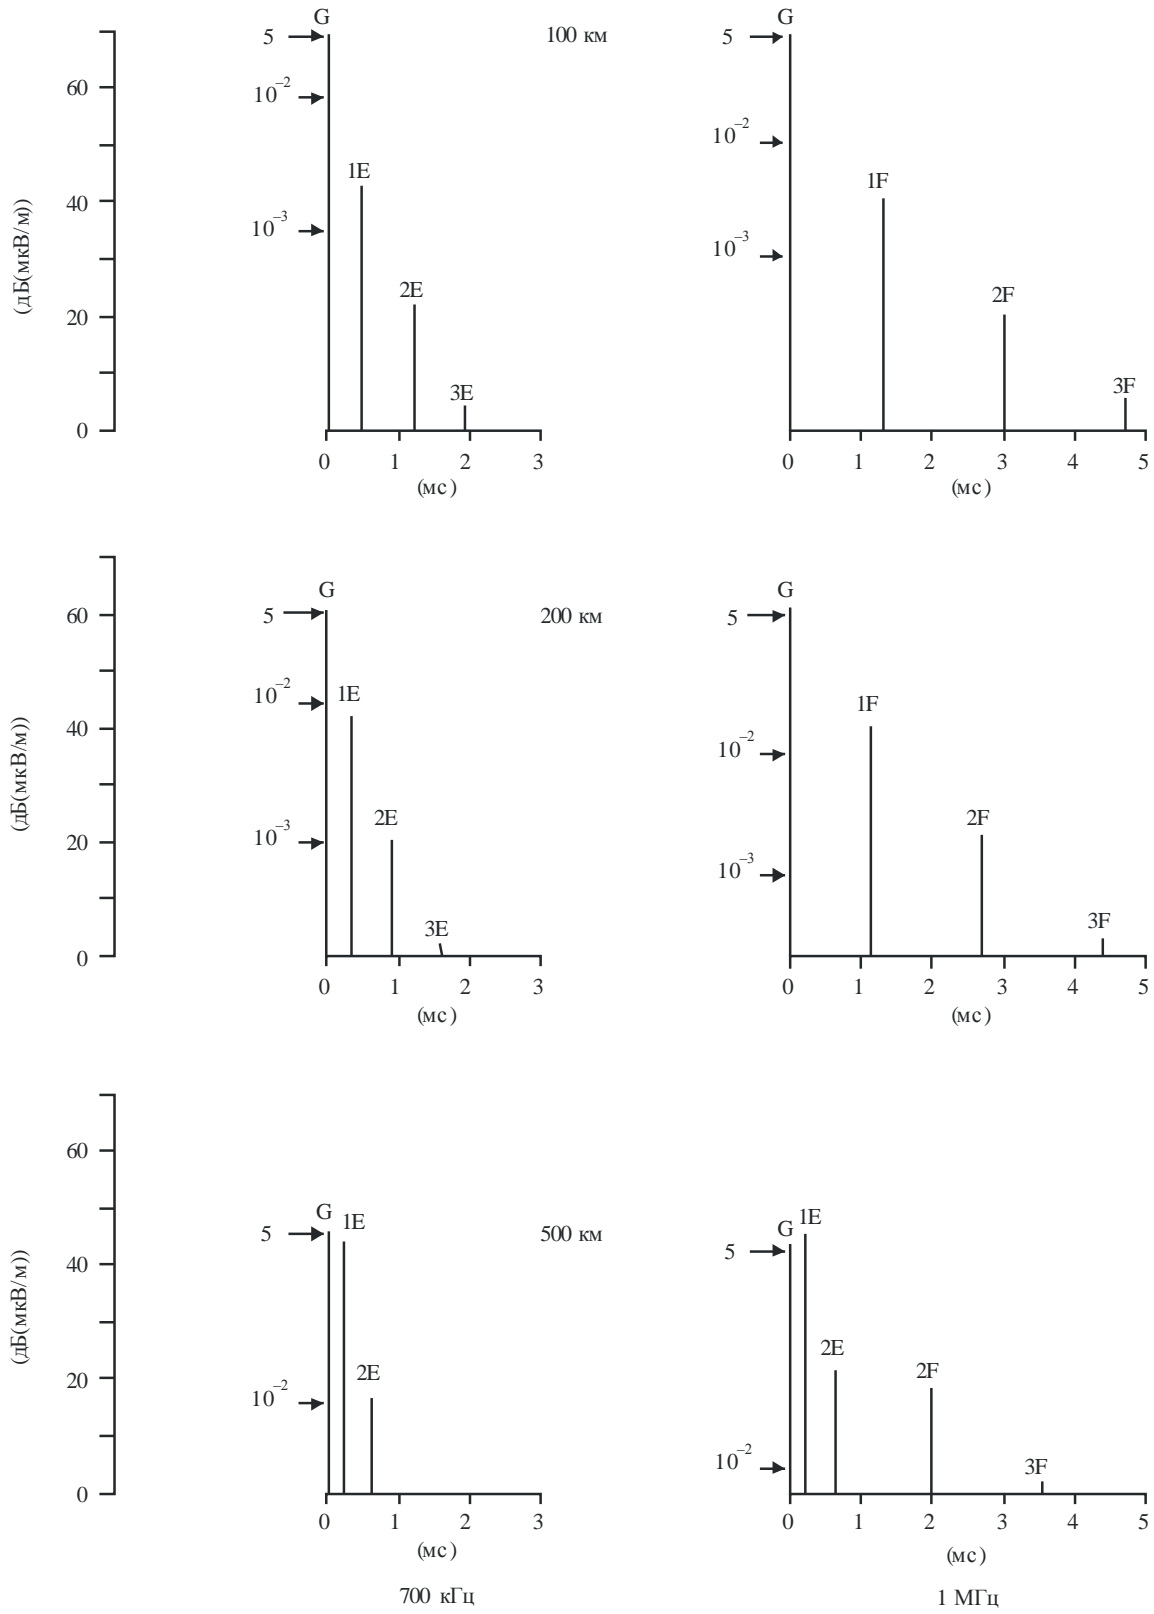 G G
5 100 км 5
60 10⁻² 10⁻²
1E 1F
40 10⁻³ 10⁻³
(дБ(мкВ/м))
2E 2F
20
3E 3F
0
0 1 2 3 0 1 2 3 4 5
(мс) (мс)
G G
60 5 200 км 5
10⁻² 1E 1F
40 10⁻²
(дБ(мкВ/м))
20 10⁻³ 2E 10⁻³ 2F
3E 3F
0
0 1 2 3 0 1 2 3 4 5
(мс) (мс)
60
G 1E G 1E
5 500 км 5
40
(дБ(мкВ/м))
2E 2E 2F
20 10⁻²
10⁻² 3F
0
0 1 2 3 0 1 2 3 4 5
(мс) (мс)
700 кГц 1 МГц